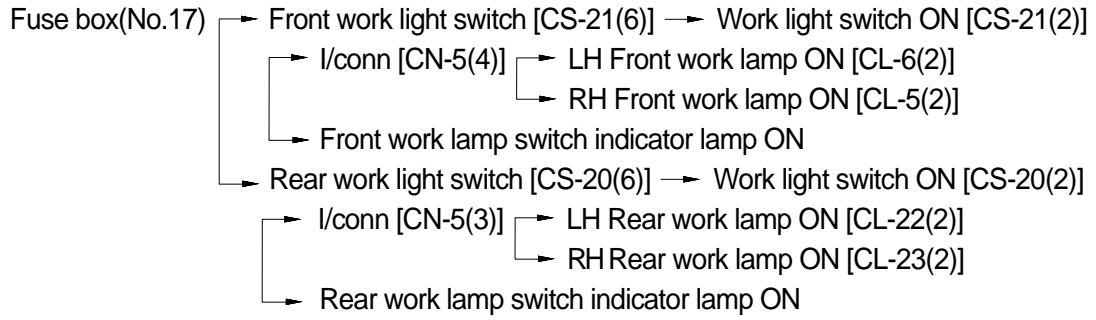 Fuse box(No.17) Front work light switch [CS-21(6)] Work light switch ON [CS-21(2)]
I/conn [CN-5(4)] LH Front work lamp ON [CL-6(2)]
RH Front work lamp ON [CL-5(2)]
Front work lamp switch indicator lamp ON
Rear work light switch [CS-20(6)] Work light switch ON [CS-20(2)]
I/conn [CN-5(3)] LH Rear work lamp ON [CL-22(2)]
RH Rear work lamp ON [CL-23(2)]
Rear work lamp switch indicator lamp ON